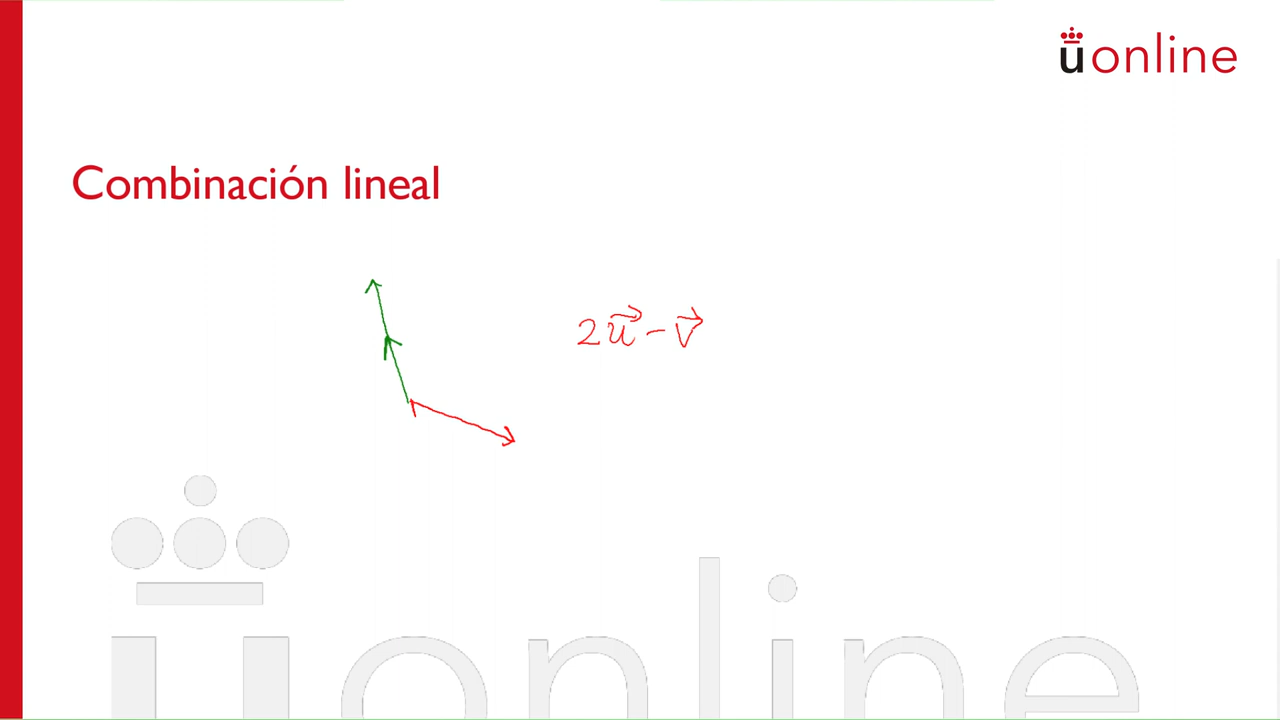 üonline
Combinación lineal
2u⃗ - v⃗
üonline